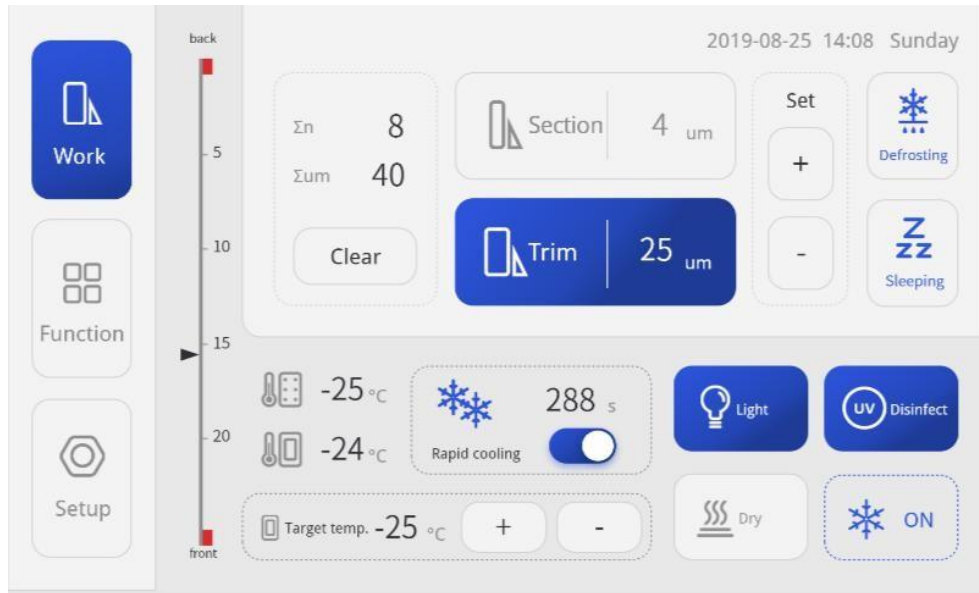 back
2019-08-25 14:08 Sunday
Work
5
Σn 8
Σum 40
Clear
Section 4 um
Set
+
-
Defrosting
10
Trim 25 um
Z
ZZ
Sleeping
Function
15
-25 °C
-24 °C
288 s
Rapid cooling
Light
UV Disinfect
20
Setup
Target temp. -25 °C + -
Dry
ON
front